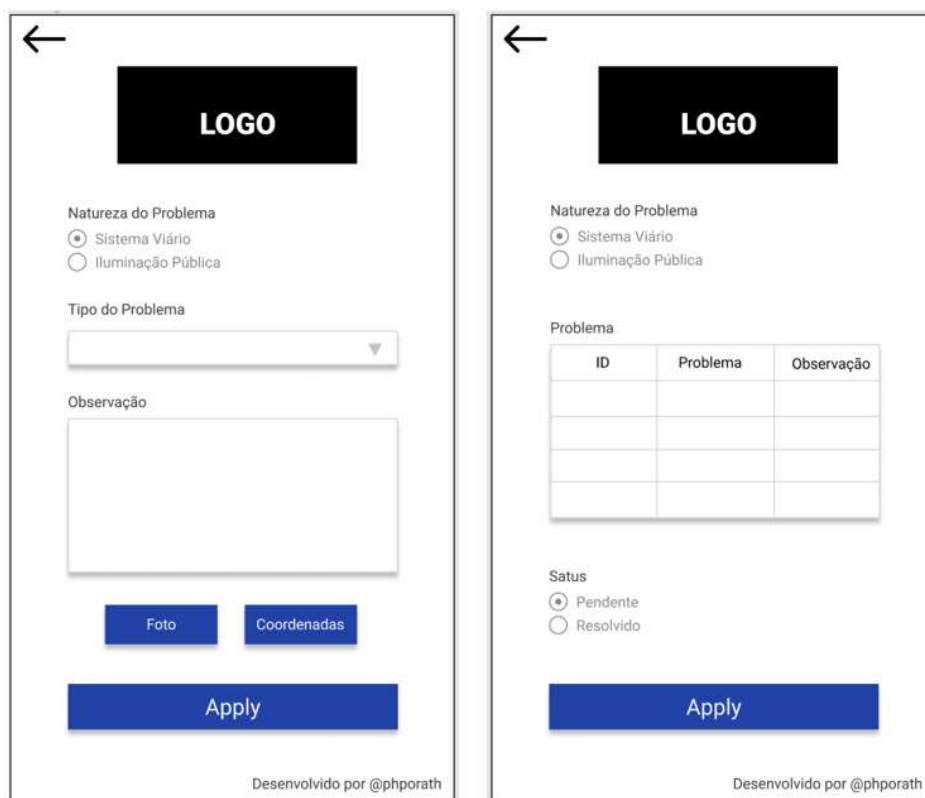 LOGO
Natureza do Problema
Sistema Viário
Iluminação Pública
Tipo do Problema
Observação
Foto
Coordenadas
Apply
Desenvolvido por @phporath
LOGO
Natureza do Problema
Sistema Viário
Iluminação Pública
Problema
ID Problema Observação
Satus
Pendente
Resolvido
Apply
Desenvolvido por @phporath